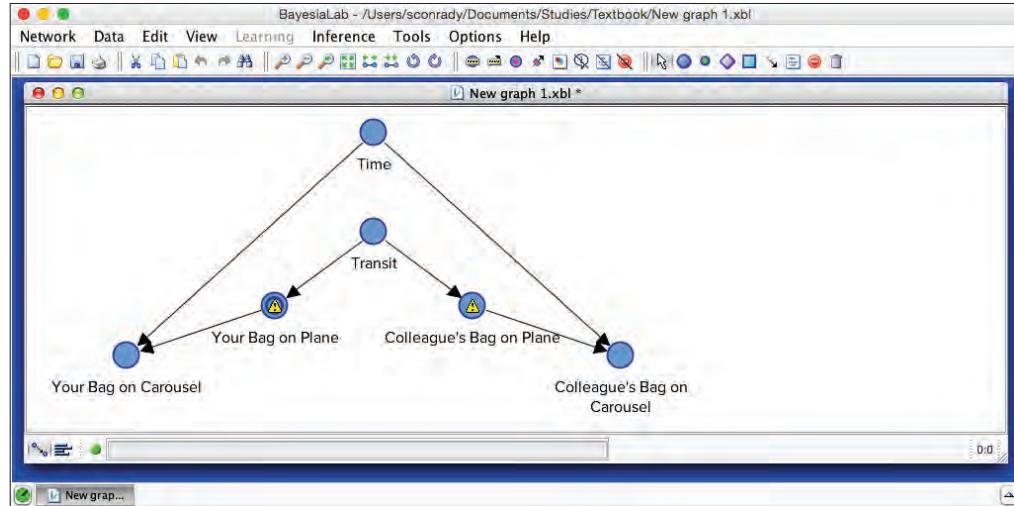 BayesiaLab - /Users/sconrady/Documents/Studies/Textbook/New graph 1.xbl
Network Data Edit View Learning Inference Tools Options Help
New graph 1.xbl *
Time
Transit
Your Bag on Plane
Colleague's Bag on Plane
Your Bag on Carousel
Colleague's Bag on
Carousel
0:0
New grap...